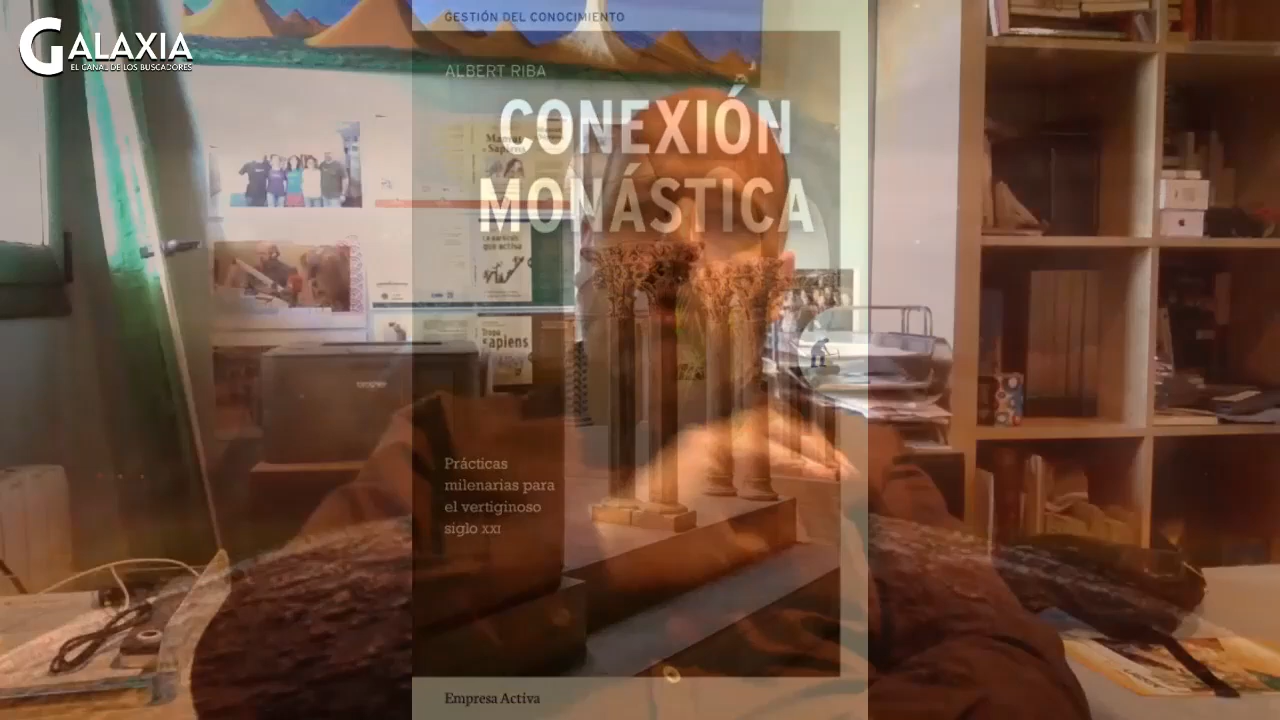 GALAXIA
EL CANAL DE LOS BUSCADORES
GESTIÓN DEL CONOCIMIENTO
ALBERT RIBA
CONEXIÓN
MONÁSTICA
Prácticas
milenarias para
el vertiginoso
siglo XXI
Empresa Activa
sapiens
brother